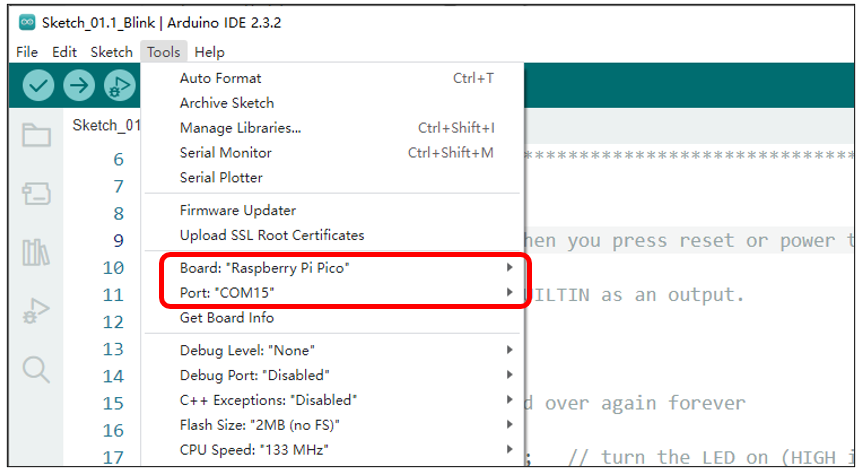 Sketch_01.1_Blink | Arduino IDE 2.3.2
File Edit Sketch Tools Help
Auto Format Ctrl+T
Archive Sketch
Sketch_01
Manage Libraries... Ctrl+Shift+I
Serial Monitor Ctrl+Shift+M
6 ******************************
Serial Plotter
7
Firmware Updater
8
Upload SSL Root Certificates
9 hen you press reset or power t
Board: "Raspberry Pi Pico"
10
Port: "COM15"
11 UILTIN as an output.
Get Board Info
12
Debug Level: "None"
13
Debug Port: "Disabled"
14
C++ Exceptions: "Disabled"
15 d over again forever
Flash Size: "2MB (no FS)"
16
CPU Speed: "133 MHz"
17 ; // turn the LED on (HIGH i